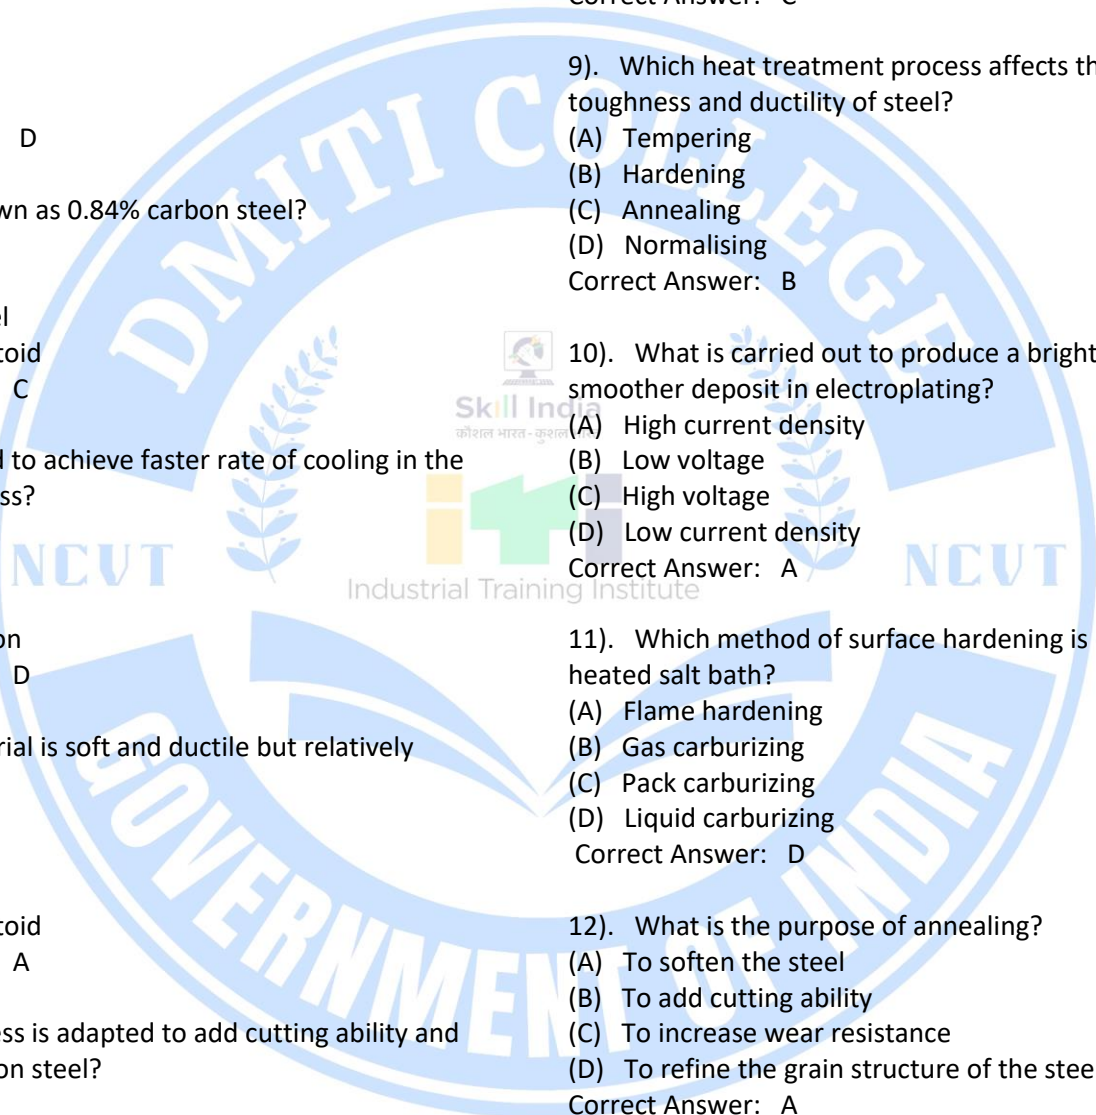 D
wn as 0.84% carbon steel?
toid
C
d to achieve faster rate of cooling in the
ss?
on
D
rial is soft and ductile but relatively
toid
A
ess is adapted to add cutting ability and
on steel?
Correct Answer: C
9). Which heat treatment process affects th
toughness and ductility of steel?
(A) Tempering
(B) Hardening
(C) Annealing
(D) Normalising
Correct Answer: B
10). What is carried out to produce a bright
smoother deposit in electroplating?
(A) High current density
(B) Low voltage
(C) High voltage
(D) Low current density
Correct Answer: A
11). Which method of surface hardening is
heated salt bath?
(A) Flame hardening
(B) Gas carburizing
(C) Pack carburizing
(D) Liquid carburizing
Correct Answer: D
12). What is the purpose of annealing?
(A) To soften the steel
(B) To add cutting ability
(C) To increase wear resistance
(D) To refine the grain structure of the stee
Correct Answer: A
DMITI COLLEGE
Skill India
कौशल भारत - कुशल
iti
Industrial Training Institute
NCVT
NCVT
GOVERNMENT OF INDIA